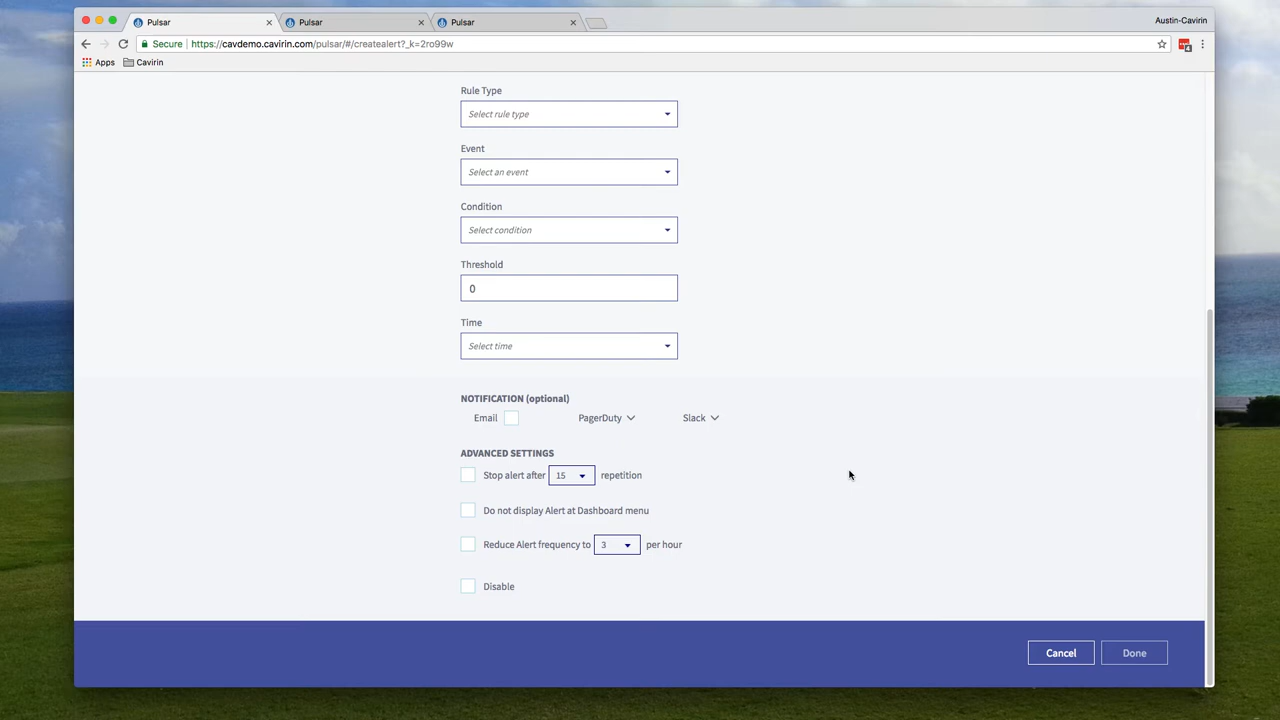 Pulsar
Pulsar
Pulsar
Austin-Cavirin
Secure https://cavdemo.cavirin.com/pulsar/#/createalert?_k=2ro99w
4
Apps Cavirin
Rule Type
Select rule type
Event
Select an event
Condition
Select condition
Threshold
0
Time
Select time
NOTIFICATION (optional)
Email PagerDuty Slack
ADVANCED SETTINGS
Stop alert after 15 repetition
Do not display Alert at Dashboard menu
Reduce Alert frequency to 3 per hour
Disable
Cancel Done